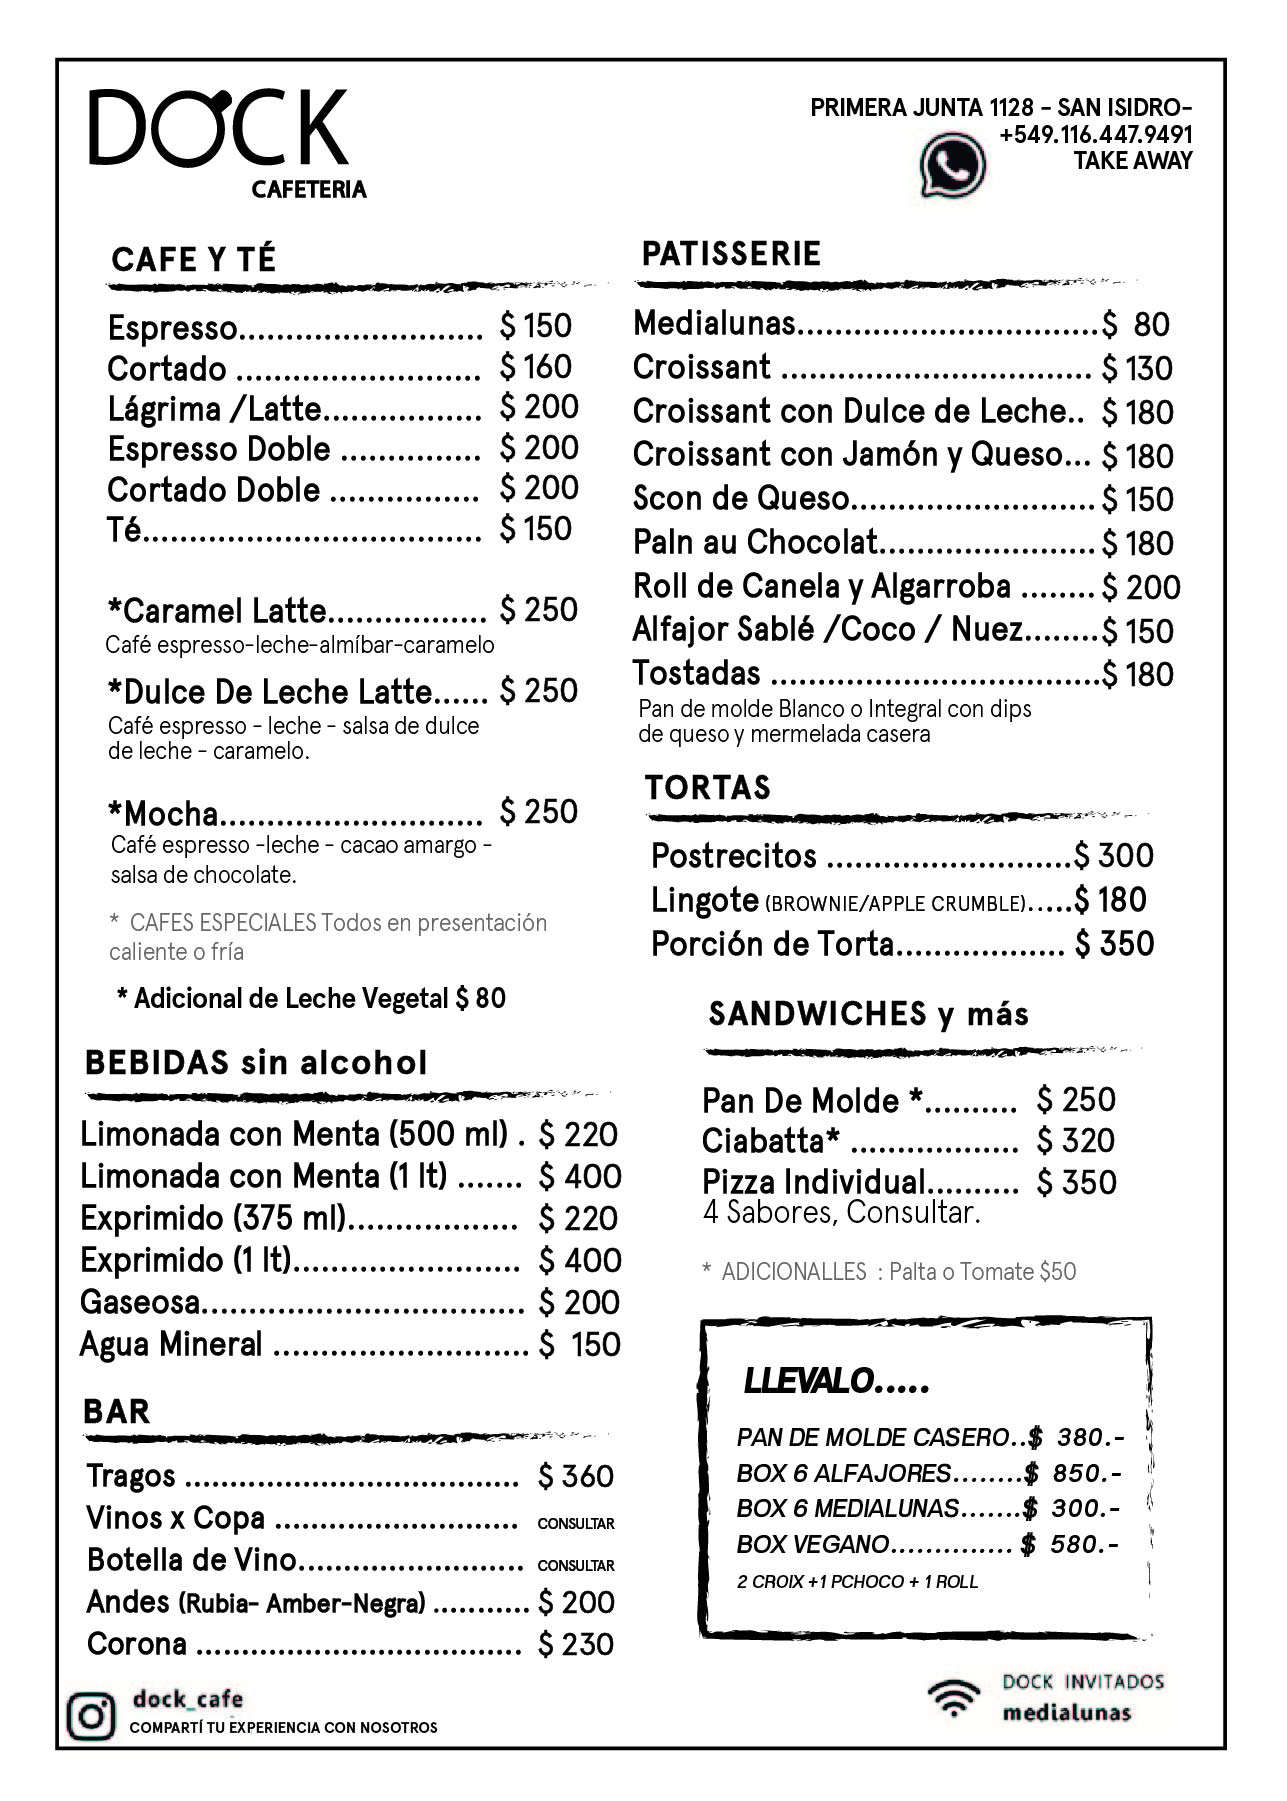 DOCK
CAFETERIA
PRIMERA JUNTA 1128 - SAN ISIDRO-
+549.116.447.9491
TAKE AWAY
CAFE Y TÉ
Espresso.......................... $ 150
Cortado .......................... $ 160
Lágrima /Latte................. $ 200
Espresso Doble ............... $ 200
Cortado Doble ................ $ 200
Té.................................... $ 150
*Caramel Latte................. $ 250
Café espresso-leche-almíbar-caramelo
*Dulce De Leche Latte...... $ 250
Café espresso - leche - salsa de dulce
de leche - caramelo.
*Mocha............................ $ 250
Café espresso -leche - cacao amargo -
salsa de chocolate.
* CAFES ESPECIALES Todos en presentación
caliente o fría
* Adicional de Leche Vegetal $ 80
BEBIDAS sin alcohol
Limonada con Menta (500 ml) . $ 220
Limonada con Menta (1 lt) ....... $ 400
Exprimido (375 ml).................. $ 220
Exprimido (1 lt)........................ $ 400
Gaseosa.................................. $ 200
Agua Mineral ........................... $ 150
BAR
Tragos ................................... $ 360
Vinos x Copa .......................... CONSULTAR
Botella de Vino........................ CONSULTAR
Andes (Rubia- Amber-Negra) ........... $ 200
Corona .................................. $ 230
dock_cafe
COMPARTÍ TU EXPERIENCIA CON NOSOTROS
PATISSERIE
Medialunas................................$ 80
Croissant ................................. $ 130
Croissant con Dulce de Leche.. $ 180
Croissant con Jamón y Queso... $ 180
Scon de Queso.......................... $ 150
Paln au Chocolat....................... $ 180
Roll de Canela y Algarroba ........ $ 200
Alfajor Sablé /Coco / Nuez........$ 150
Tostadas ...................................$ 180
Pan de molde Blanco o Integral con dips
de queso y mermelada casera
TORTAS
Postrecitos ..........................$ 300
Lingote (BROWNIE/APPLE CRUMBLE).....$ 180
Porción de Torta.................. $ 350
SANDWICHES y más
Pan De Molde *.......... $ 250
Ciabatta* .................. $ 320
Pizza Individual.......... $ 350
4 Sabores, Consultar.
* ADICIONALLES : Palta o Tomate $50
LLEVALO.....
PAN DE MOLDE CASERO..$ 380.-
BOX 6 ALFAJORES........$ 850.-
BOX 6 MEDIALUNAS.......$ 300.-
BOX VEGANO.............. $ 580.-
2 CROIX +1 PCHOCO + 1 ROLL
DOCK INVITADOS
medialunas